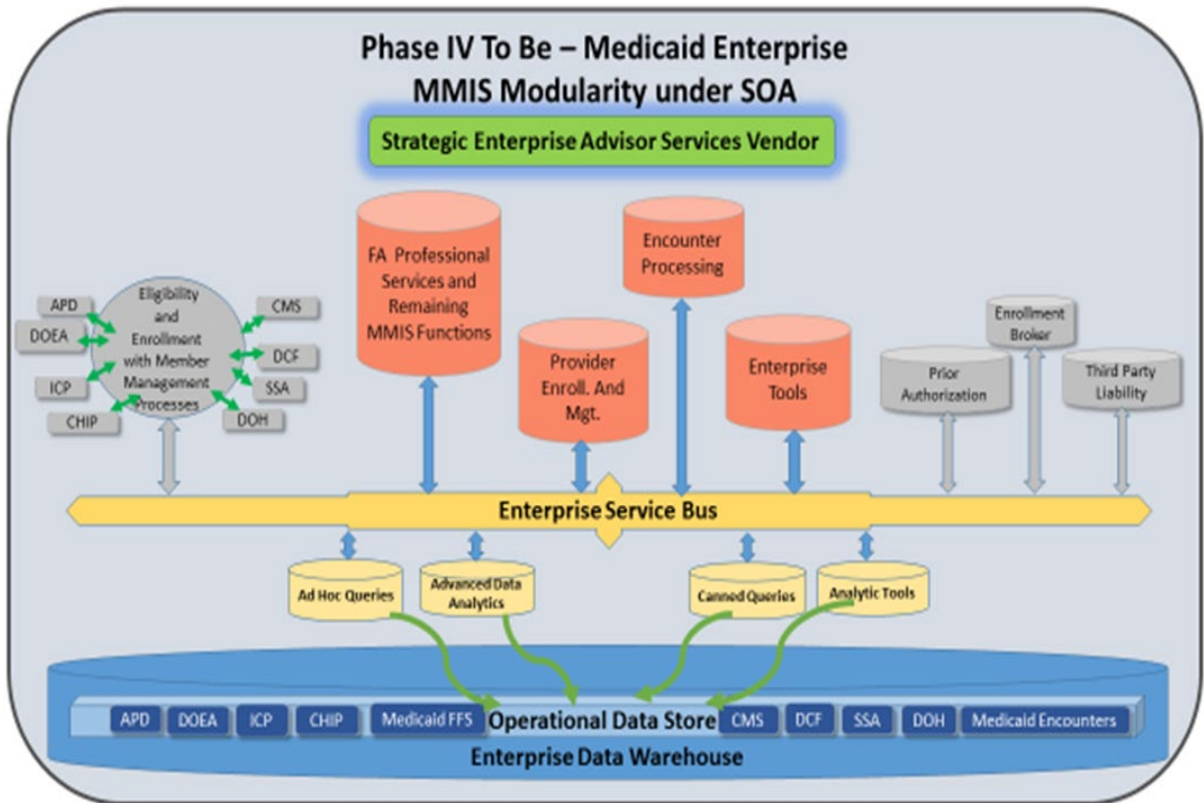 Phase IV To Be – Medicaid Enterprise
MMIS Modularity under SOA
Strategic Enterprise Advisor Services Vendor
FA Professional
Services and
Remaining
MMIS Functions
Encounter
Processing
Provider
Enroll. And
Mgt.
Enterprise
Tools
Eligibility
and
Enrollment
with Member
Management
Processes
APD
DOEA
ICP
CHIP
CMS
DCF
SSA
DOH
Prior
Authorization
Enrollment
Broker
Third Party
Liability
Enterprise Service Bus
Ad Hoc Queries
Advanced Data
Analytics
Canned Queries
Analytic Tools
APD
DOEA
ICP
CHIP
Medicaid FFS
Operational Data Store
CMS
DCF
SSA
DOH
Medicaid Encounters
Enterprise Data Warehouse